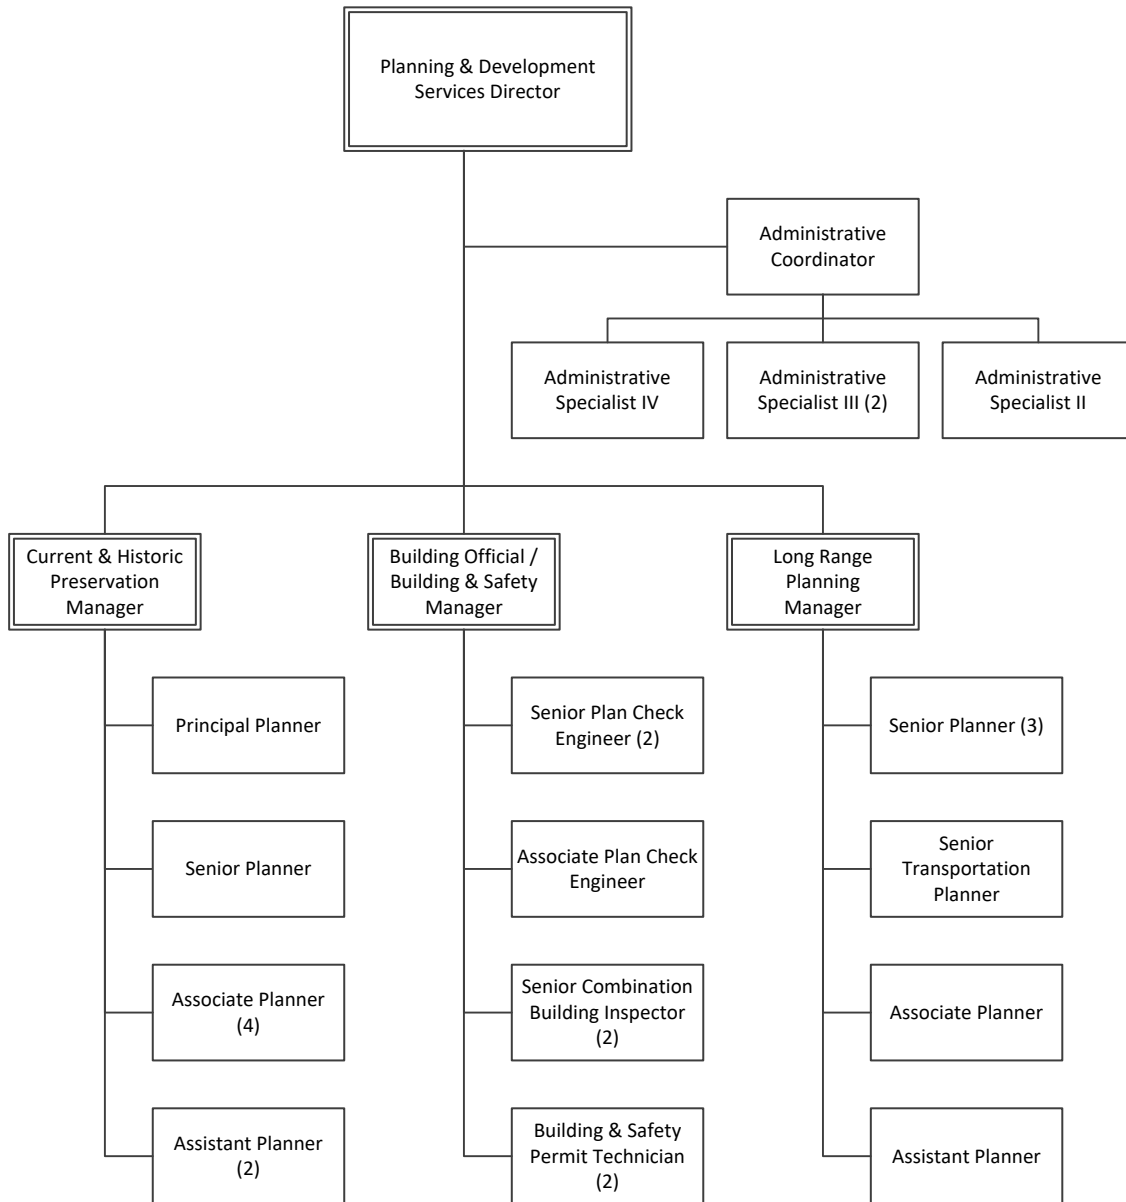 Planning & Development
Services Director
Administrative
Coordinator
Administrative
Specialist IV
Administrative
Specialist III (2)
Administrative
Specialist II
Current & Historic
Preservation
Manager
Building Official /
Building & Safety
Manager
Long Range
Planning
Manager
Principal Planner
Senior Plan Check
Engineer (2)
Senior Planner (3)
Senior Planner
Associate Plan Check
Engineer
Senior
Transportation
Planner
Associate Planner
(4)
Senior Combination
Building Inspector
(2)
Associate Planner
Assistant Planner
(2)
Building & Safety
Permit Technician
(2)
Assistant Planner